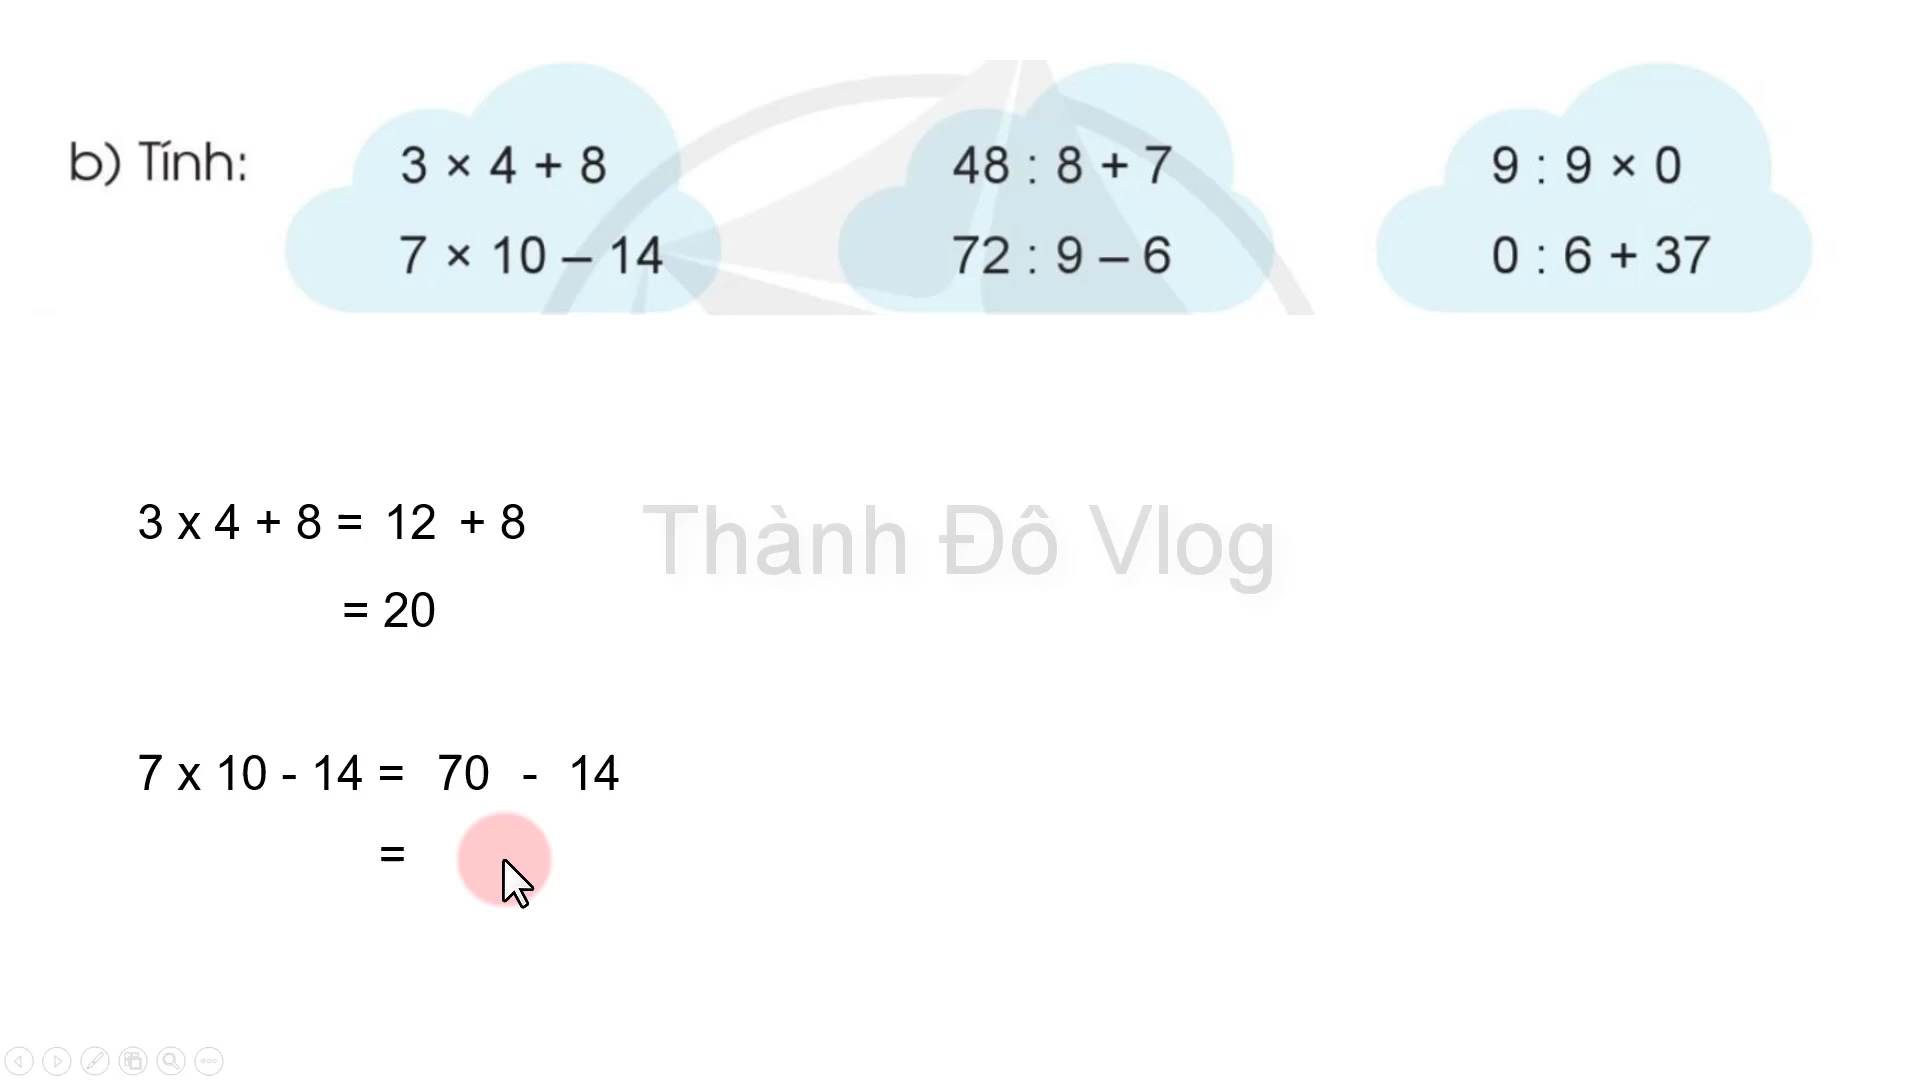 b) Tính:
3 × 4 + 8
7 × 10 – 14
48 : 8 + 7
72 : 9 – 6
9 : 9 × 0
0 : 6 + 37
3 x 4 + 8 = 12 + 8
= 20
Thành Đô Vlog
7 x 10 - 14 = 70 - 14
=